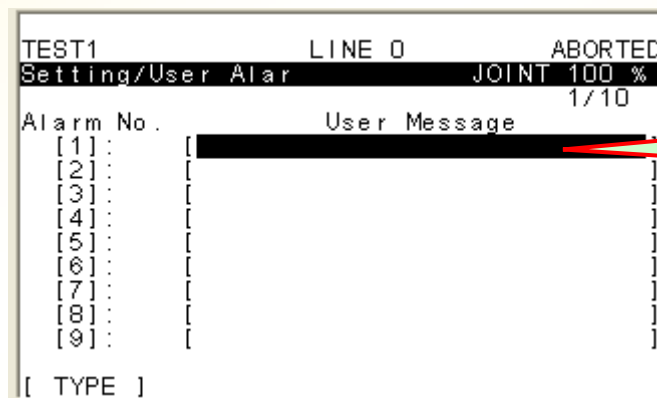 TEST1 LINE 0 ABORTED
Setting/User Alar JOINT 100 %
1/10
Alarm No. User Message
[1]: [ ]
[2]: [ ]
[3]: [ ]
[4]: [ ]
[5]: [ ]
[6]: [ ]
[7]: [ ]
[8]: [ ]
[9]: [ ]
[ TYPE ]